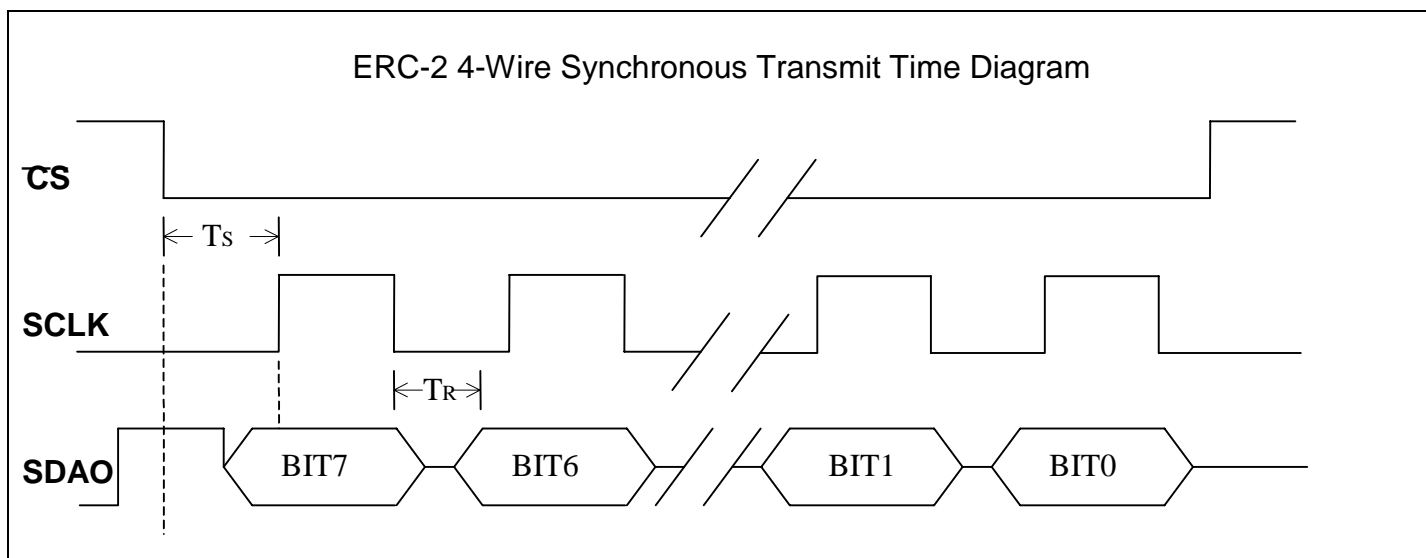 ERC-2 4-Wire Synchronous Transmit Time Diagram
CS
TS
SCLK
TR
SDAO
BIT7 BIT6 BIT1 BIT0